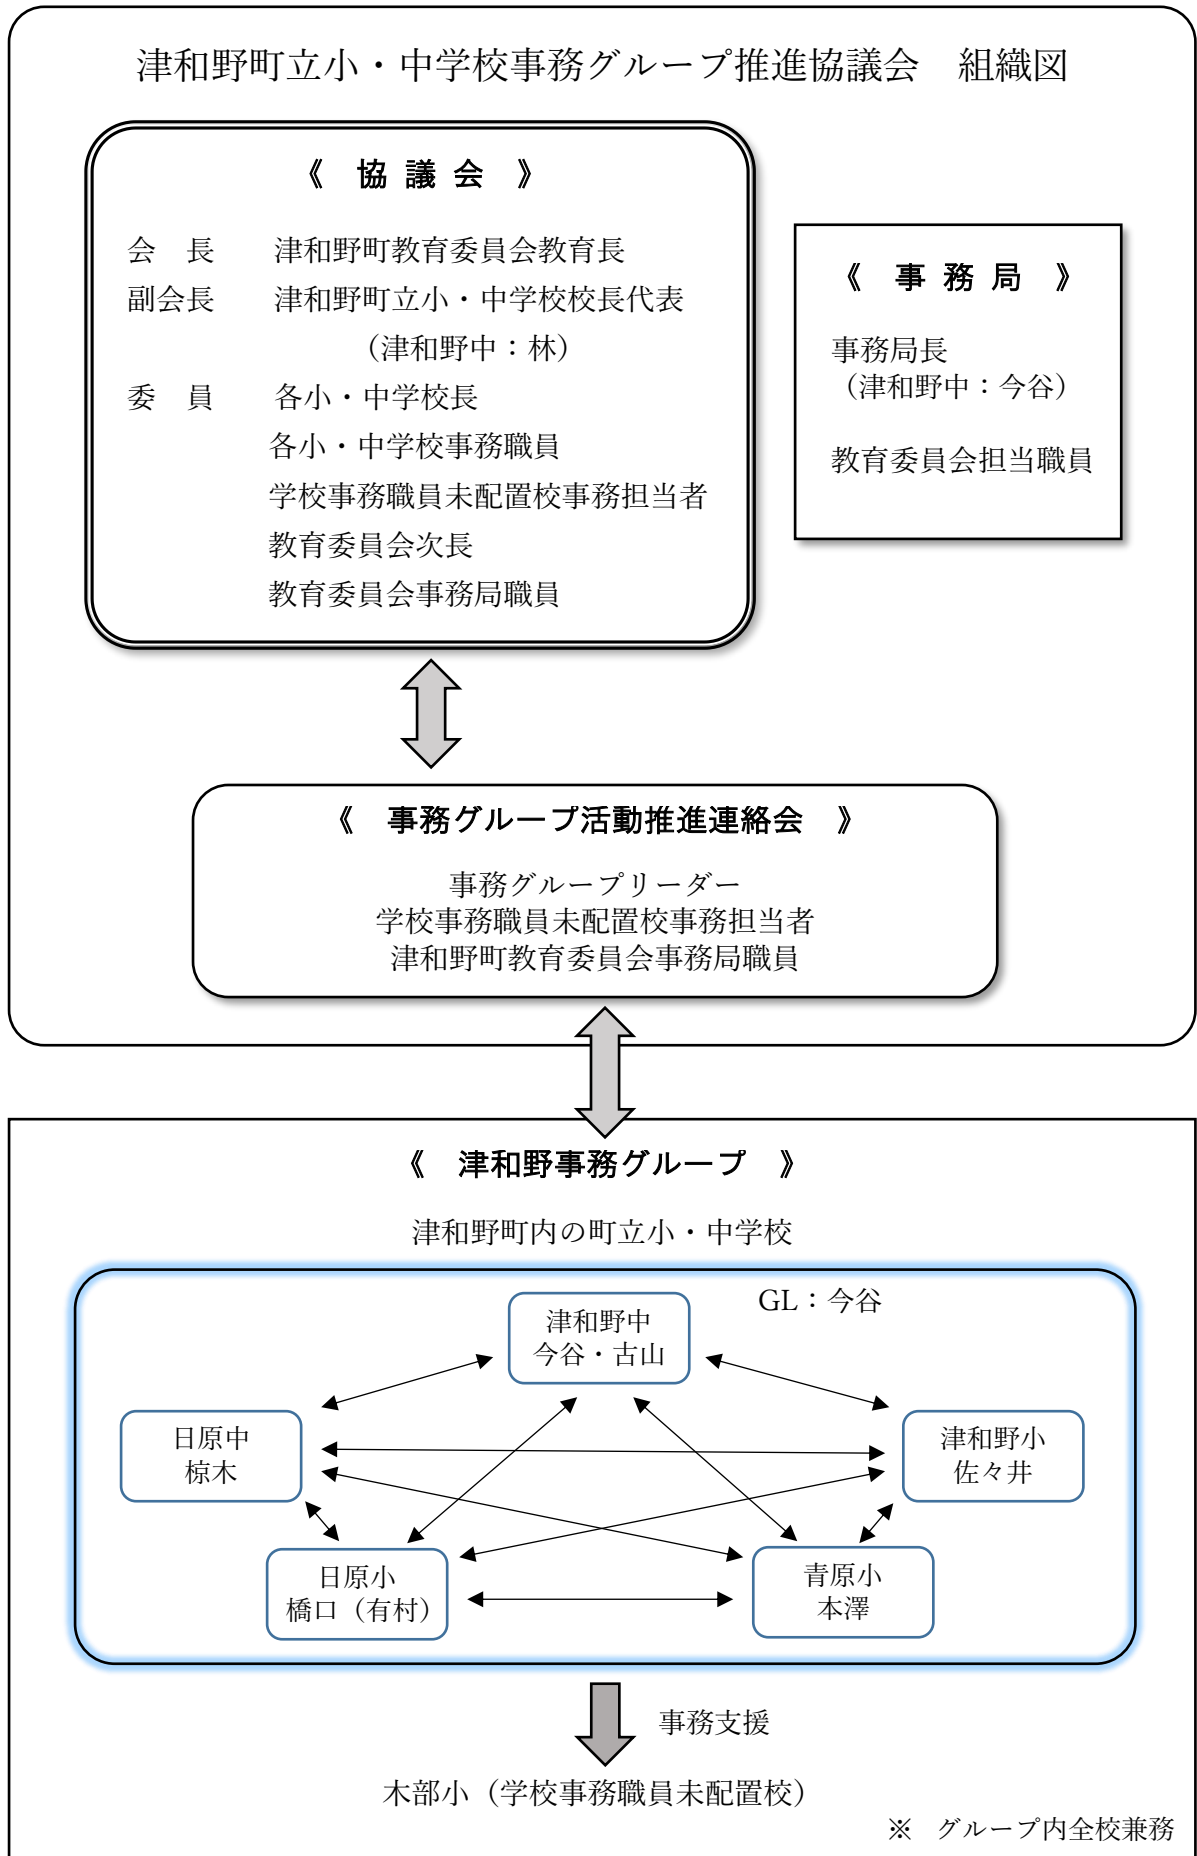 津和野町立小・中学校事務グループ推進協議会　組織図
《　協 議 会　》
会　長　　津和野町教育委員会教育長
副会長　　津和野町立小・中学校校長代表
（津和野中：林）
委　員　　各小・中学校長
各小・中学校事務職員
学校事務職員未配置校事務担当者
教育委員会次長
教育委員会事務局職員
《　事 務 局　》
事務局長
（津和野中：今谷）
教育委員会担当職員
《　事務グループ活動推進連絡会　》
事務グループリーダー
学校事務職員未配置校事務担当者
津和野町教育委員会事務局職員
《　津和野事務グループ　》
津和野町内の町立小・中学校
GL：今谷
津和野中
今谷・古山
日原中
椋木
津和野小
佐々井
日原小
橋口（有村）
青原小
本澤
事務支援
木部小（学校事務職員未配置校）
※　グループ内全校兼務